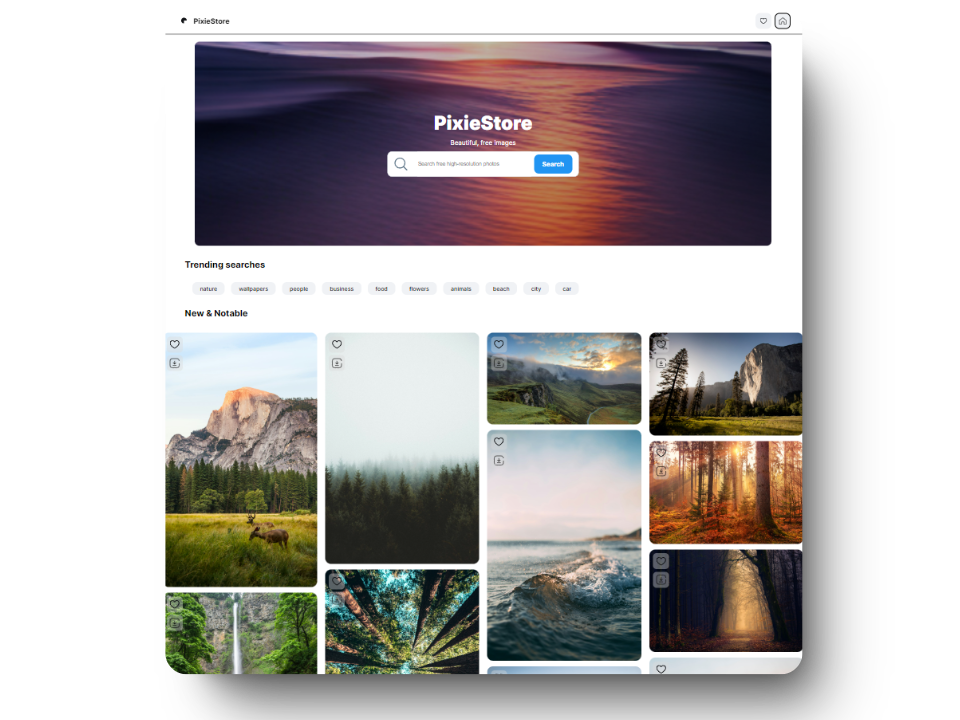 PixieStore
PixieStore
Beautiful, free images
Search free high-resolution photos
Search
Trending searches
nature wallpapers people business food flowers animals beach city car
New & Notable